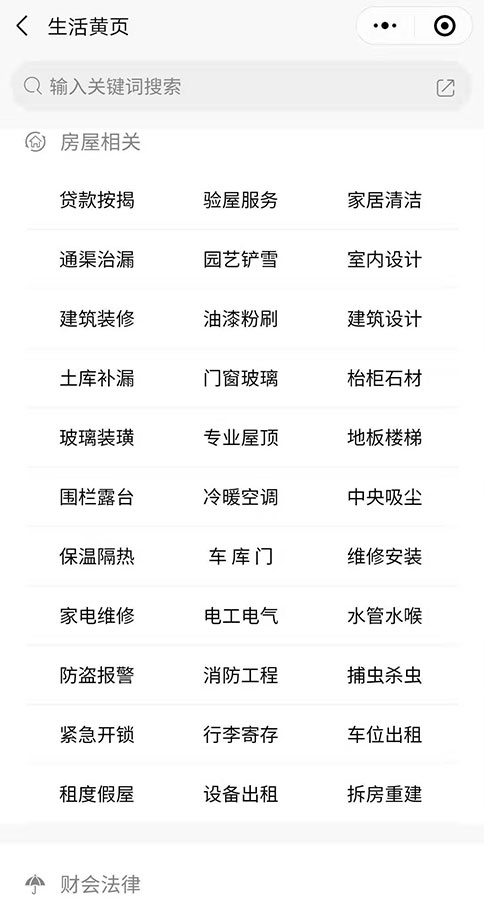 生活黄页
输入关键词搜索
房屋相关
贷款按揭 验屋服务 家居清洁
通渠治漏 园艺铲雪 室内设计
建筑装修 油漆粉刷 建筑设计
土库补漏 门窗玻璃 枱柜石材
玻璃装璜 专业屋顶 地板楼梯
围栏露台 冷暖空调 中央吸尘
保温隔热 车 库 门 维修安装
家电维修 电工电气 水管水喉
防盗报警 消防工程 捕虫杀虫
紧急开锁 行李寄存 车位出租
租度假屋 设备出租 拆房重建
财会法律